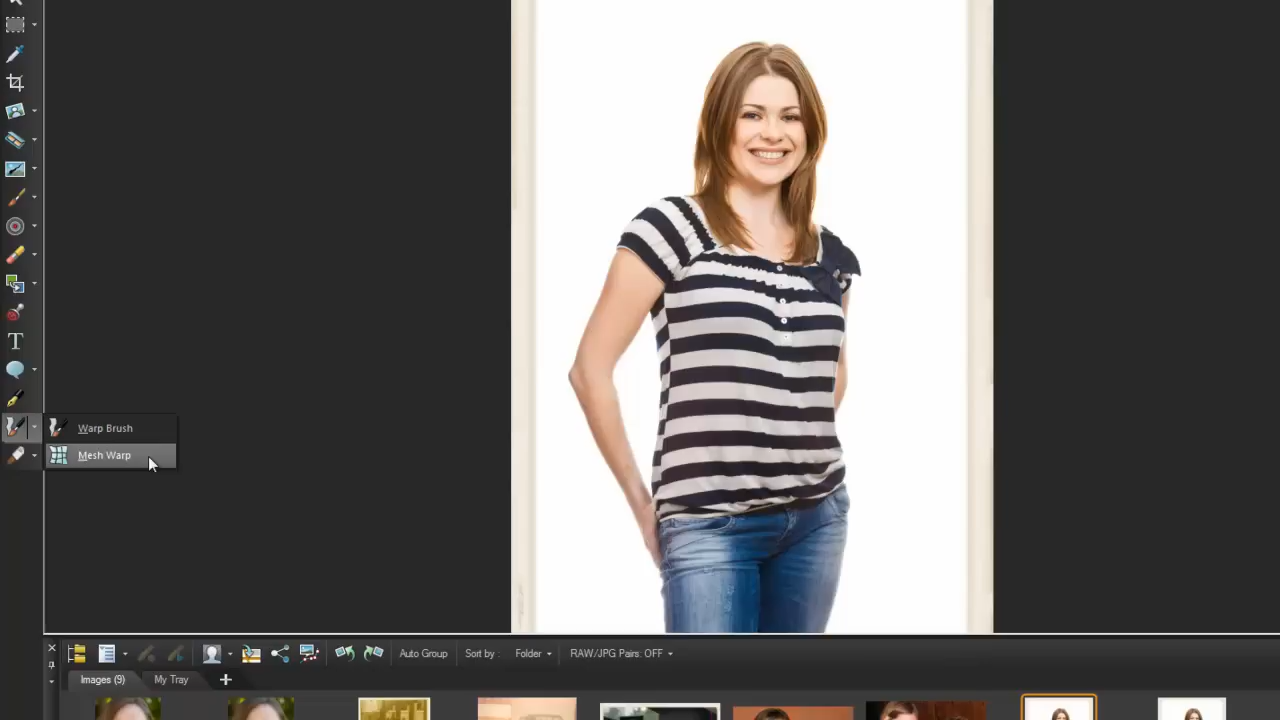 T
Warp Brush
Mesh Warp
Auto Group Sort by : Folder RAW/JPG Pairs: OFF
Images (9) My Tray +